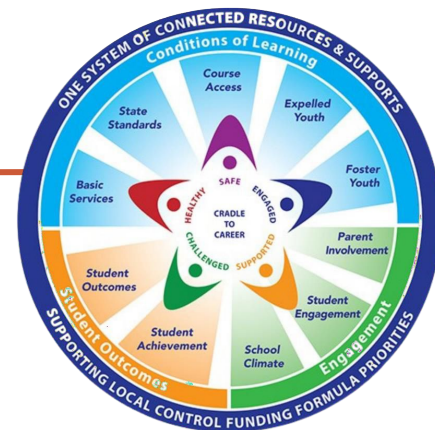 ONE SYSTEM OF CONNECTED RESOURCES & SUPPORTS
Conditions of Learning
Course
Access
State
Standards
Expelled
Youth
Basic
Services
Foster
Youth
SAFE
HEALTHY
ENGAGED
CRADLE
TO
CAREER
CHALLENGED
SUPPORTED
Parent
Involvement
Student
Outcomes
Student
Engagement
Student
Achievement
School
Climate
Student Outcomes
Engagement
SUPPORTING LOCAL CONTROL FUNDING FORMULA PRIORITIES